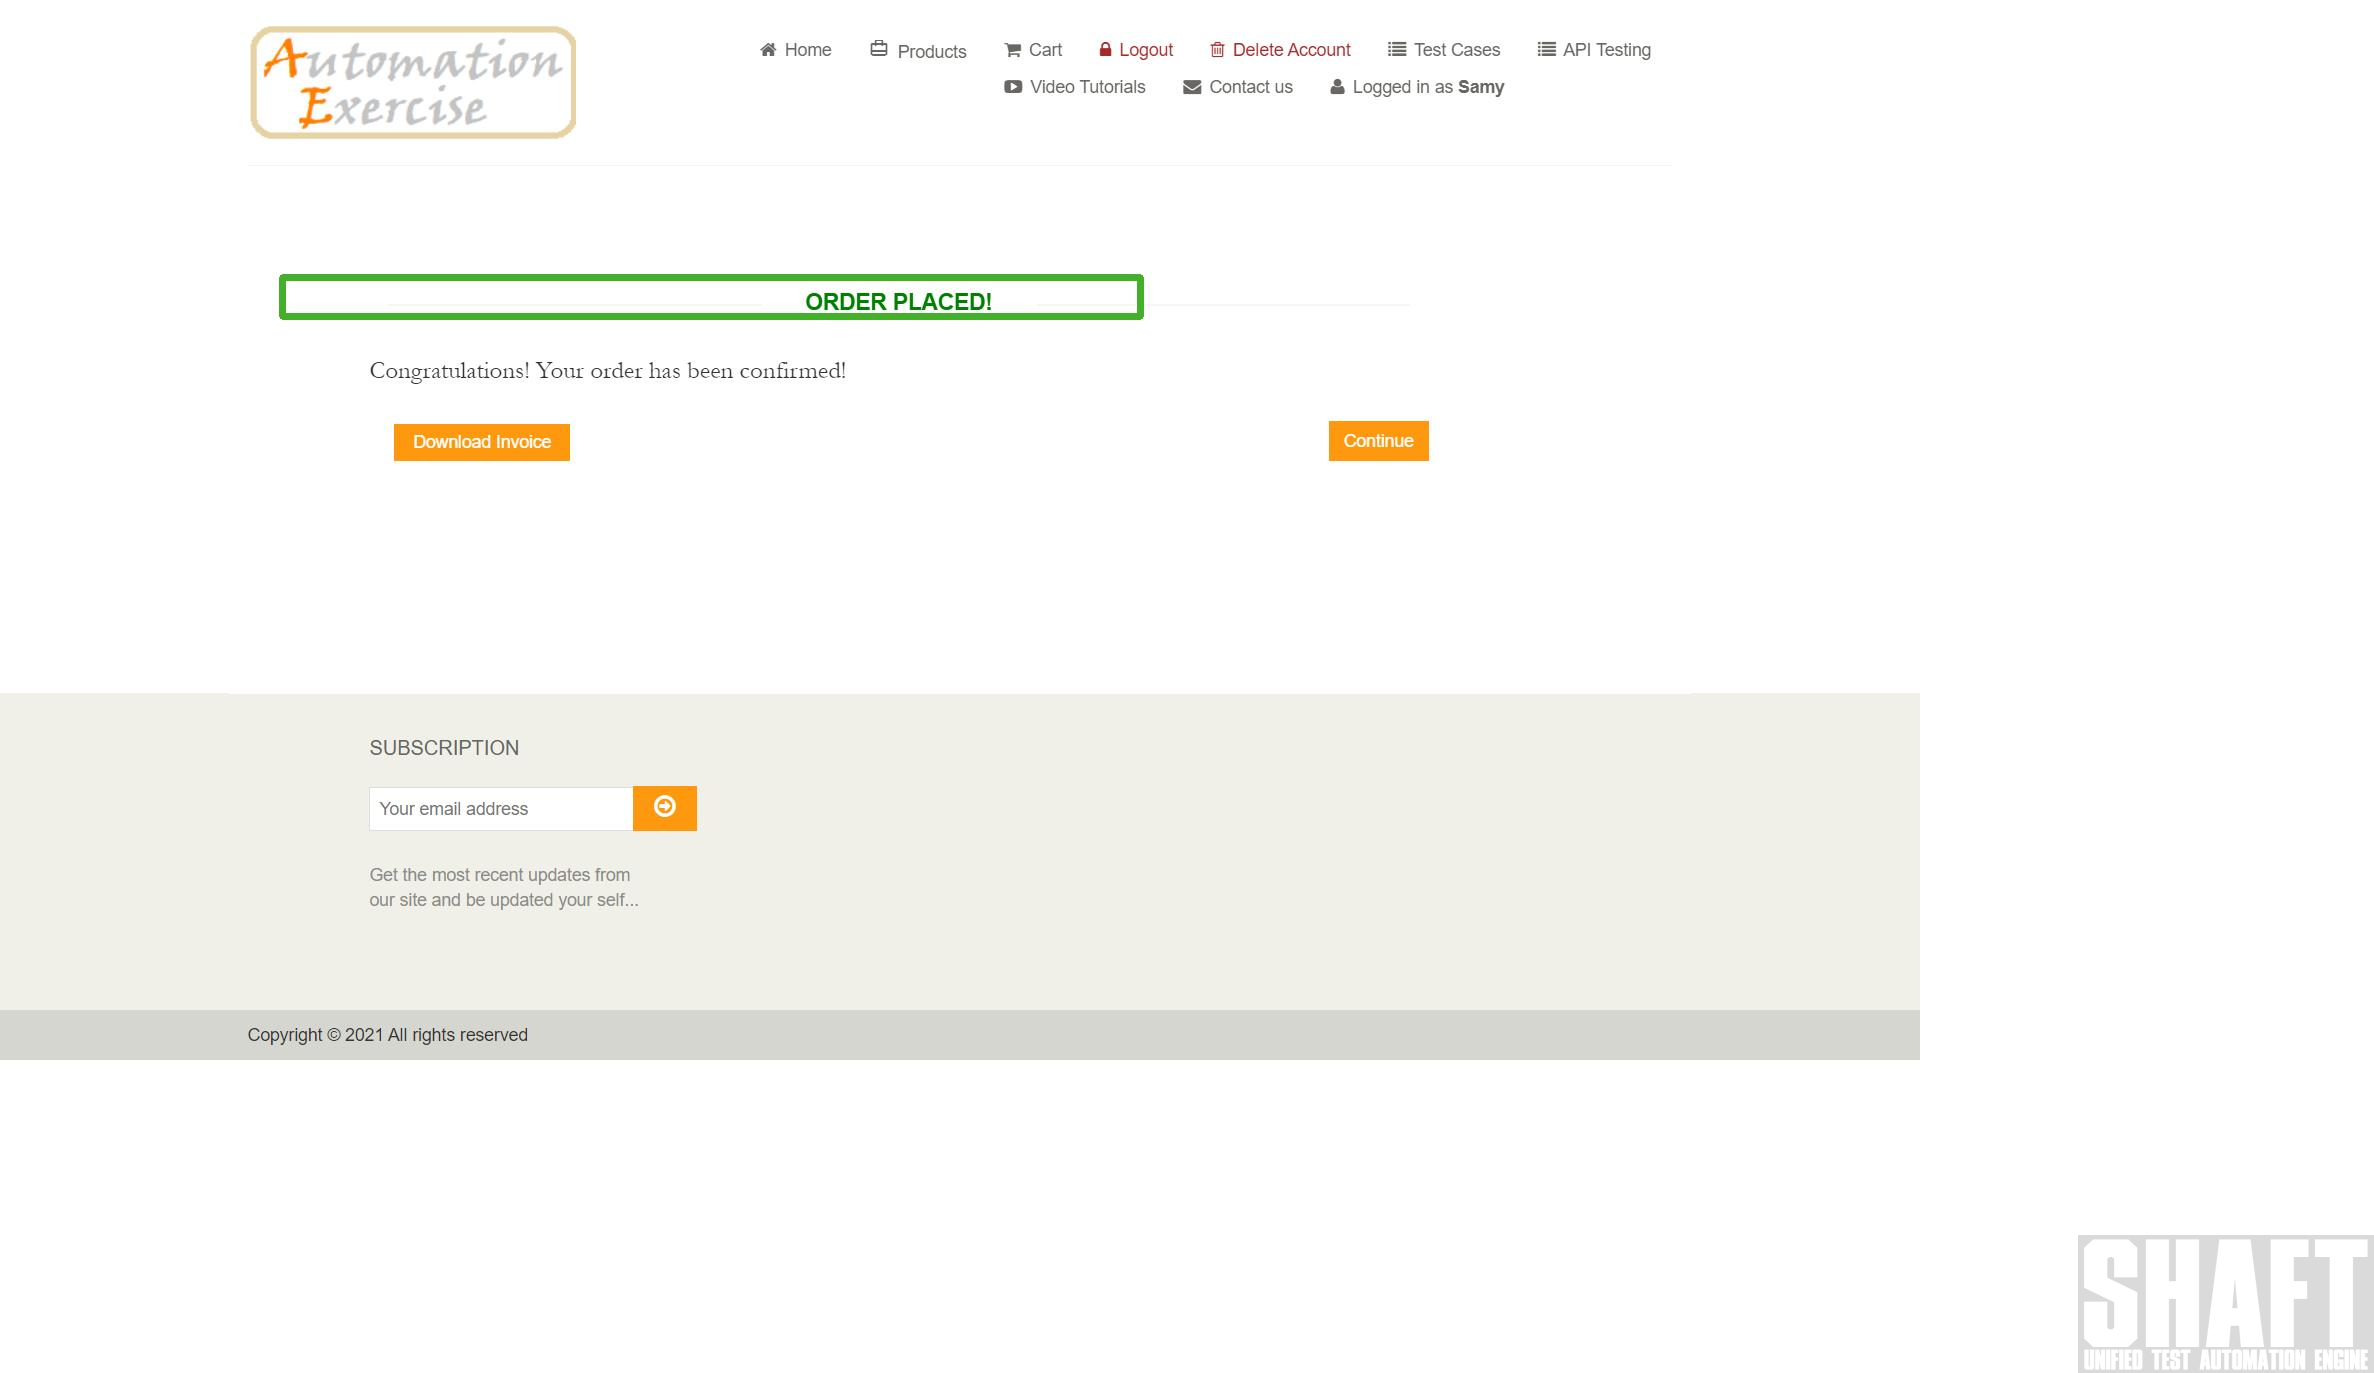 Automation
Exercise
Home Products Cart Logout Delete Account Test Cases API Testing
Video Tutorials Contact us Logged in as Samy
ORDER PLACED!
Congratulations! Your order has been confirmed!
Download Invoice Continue
SUBSCRIPTION
Your email address
Get the most recent updates from
our site and be updated your self...
Copyright © 2021 All rights reserved
SHAFT
UNIFIED TEST AUTOMATION ENGINE